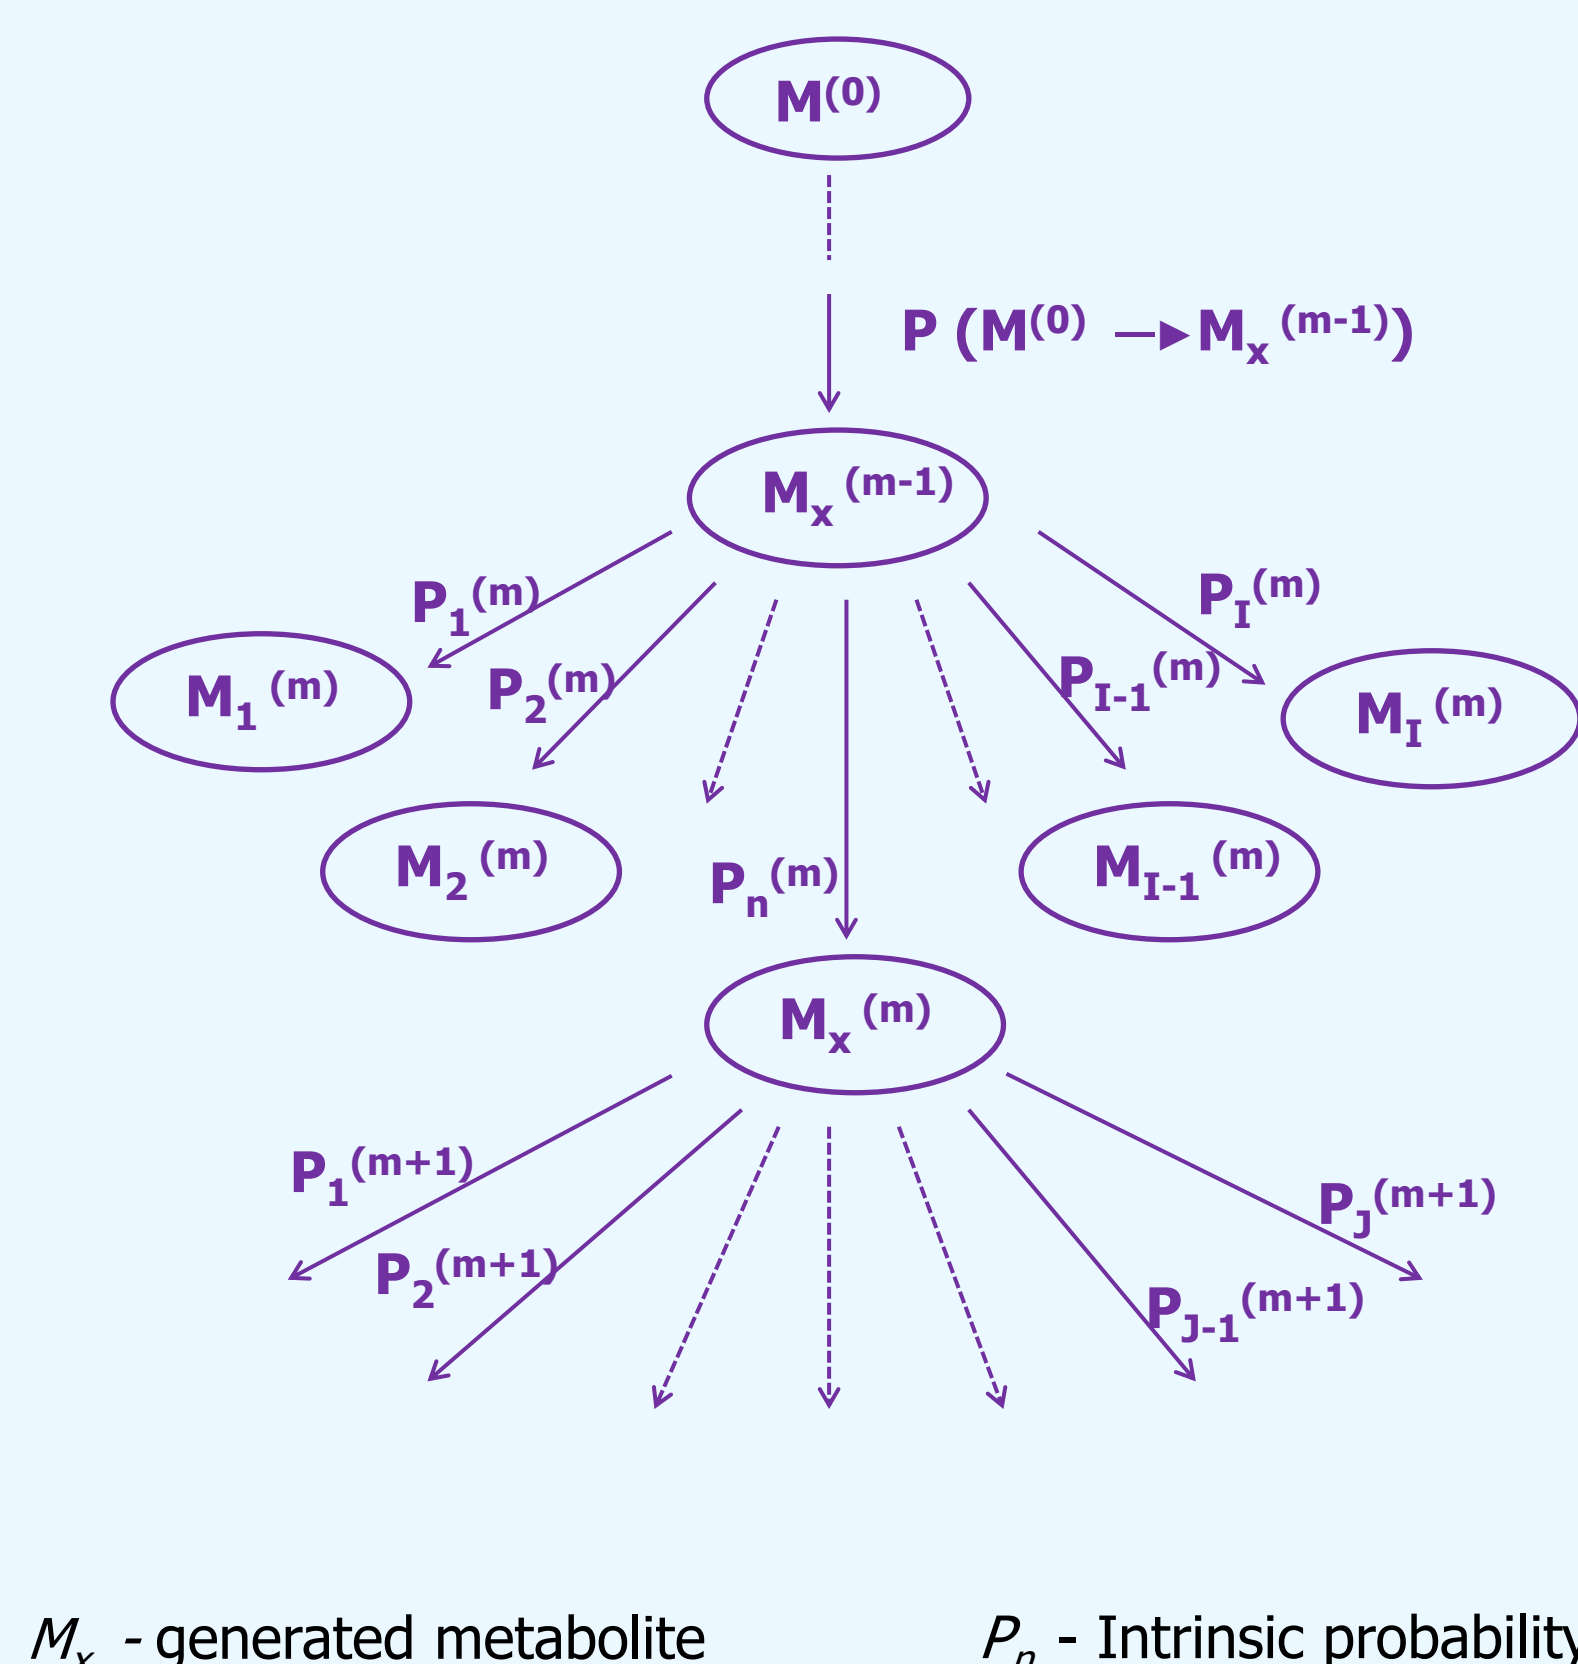 M(0)
P (M(0) → Mx (m-1))
Mx (m-1)
P1(m)
PI(m)
P2(m)
PI-1(m)
M1 (m)
MI (m)
M2 (m)
Pn(m)
MI-1 (m)
Mx (m)
P1(m+1)
PJ(m+1)
P2(m+1)
PJ-1(m+1)
Mx - generated metabolite
Pn - Intrinsic probability